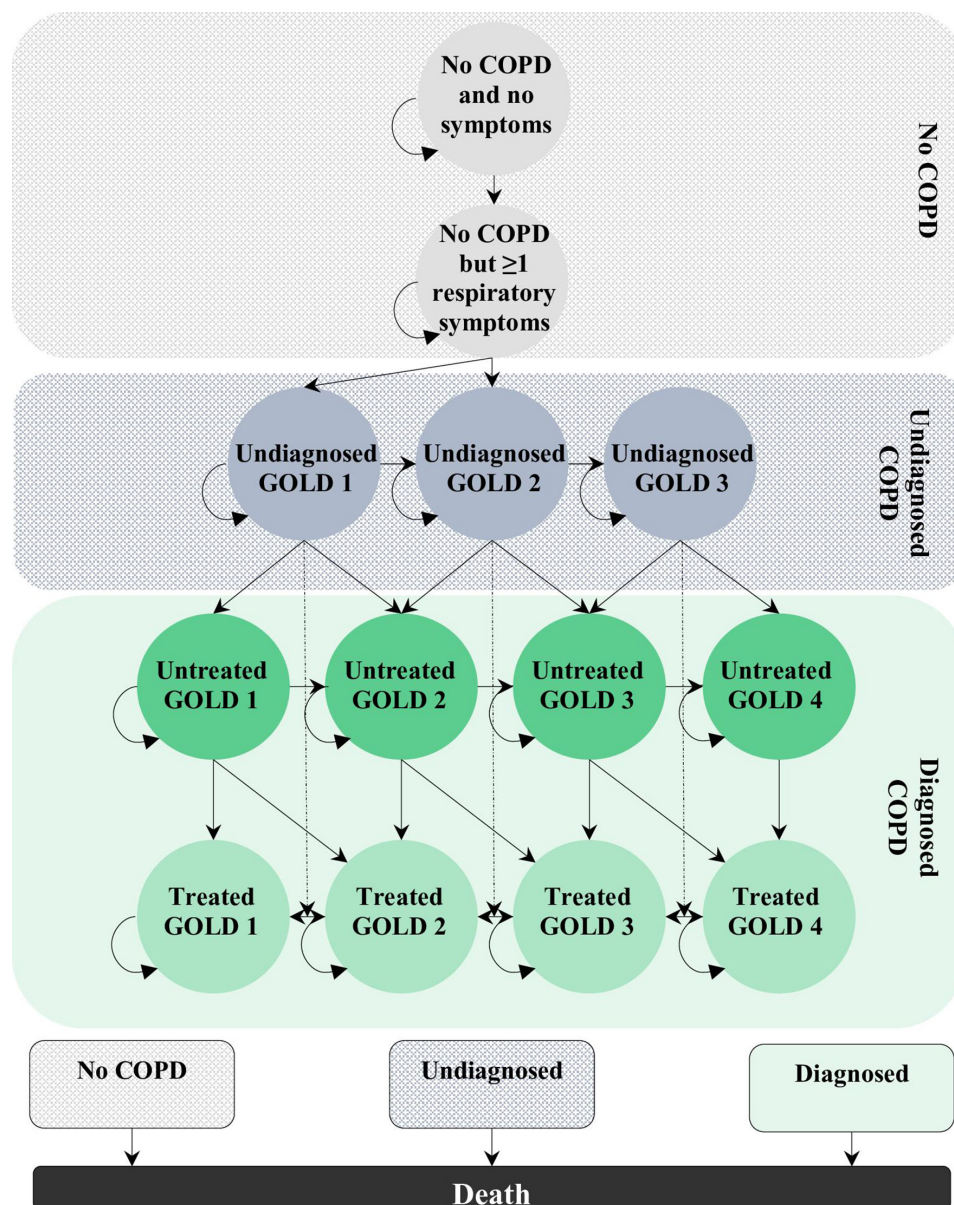 No COPD
and no
symptoms
No COPD
No COPD
but ≥1
respiratory
symptoms
Undiagnosed
GOLD 1
Undiagnosed
GOLD 2
Undiagnosed
GOLD 3
Undiagnosed
COPD
Untreated
GOLD 1
Untreated
GOLD 2
Untreated
GOLD 3
Untreated
GOLD 4
Diagnosed
COPD
Treated
GOLD 1
Treated
GOLD 2
Treated
GOLD 3
Treated
GOLD 4
No COPD
Undiagnosed
Diagnosed
Death